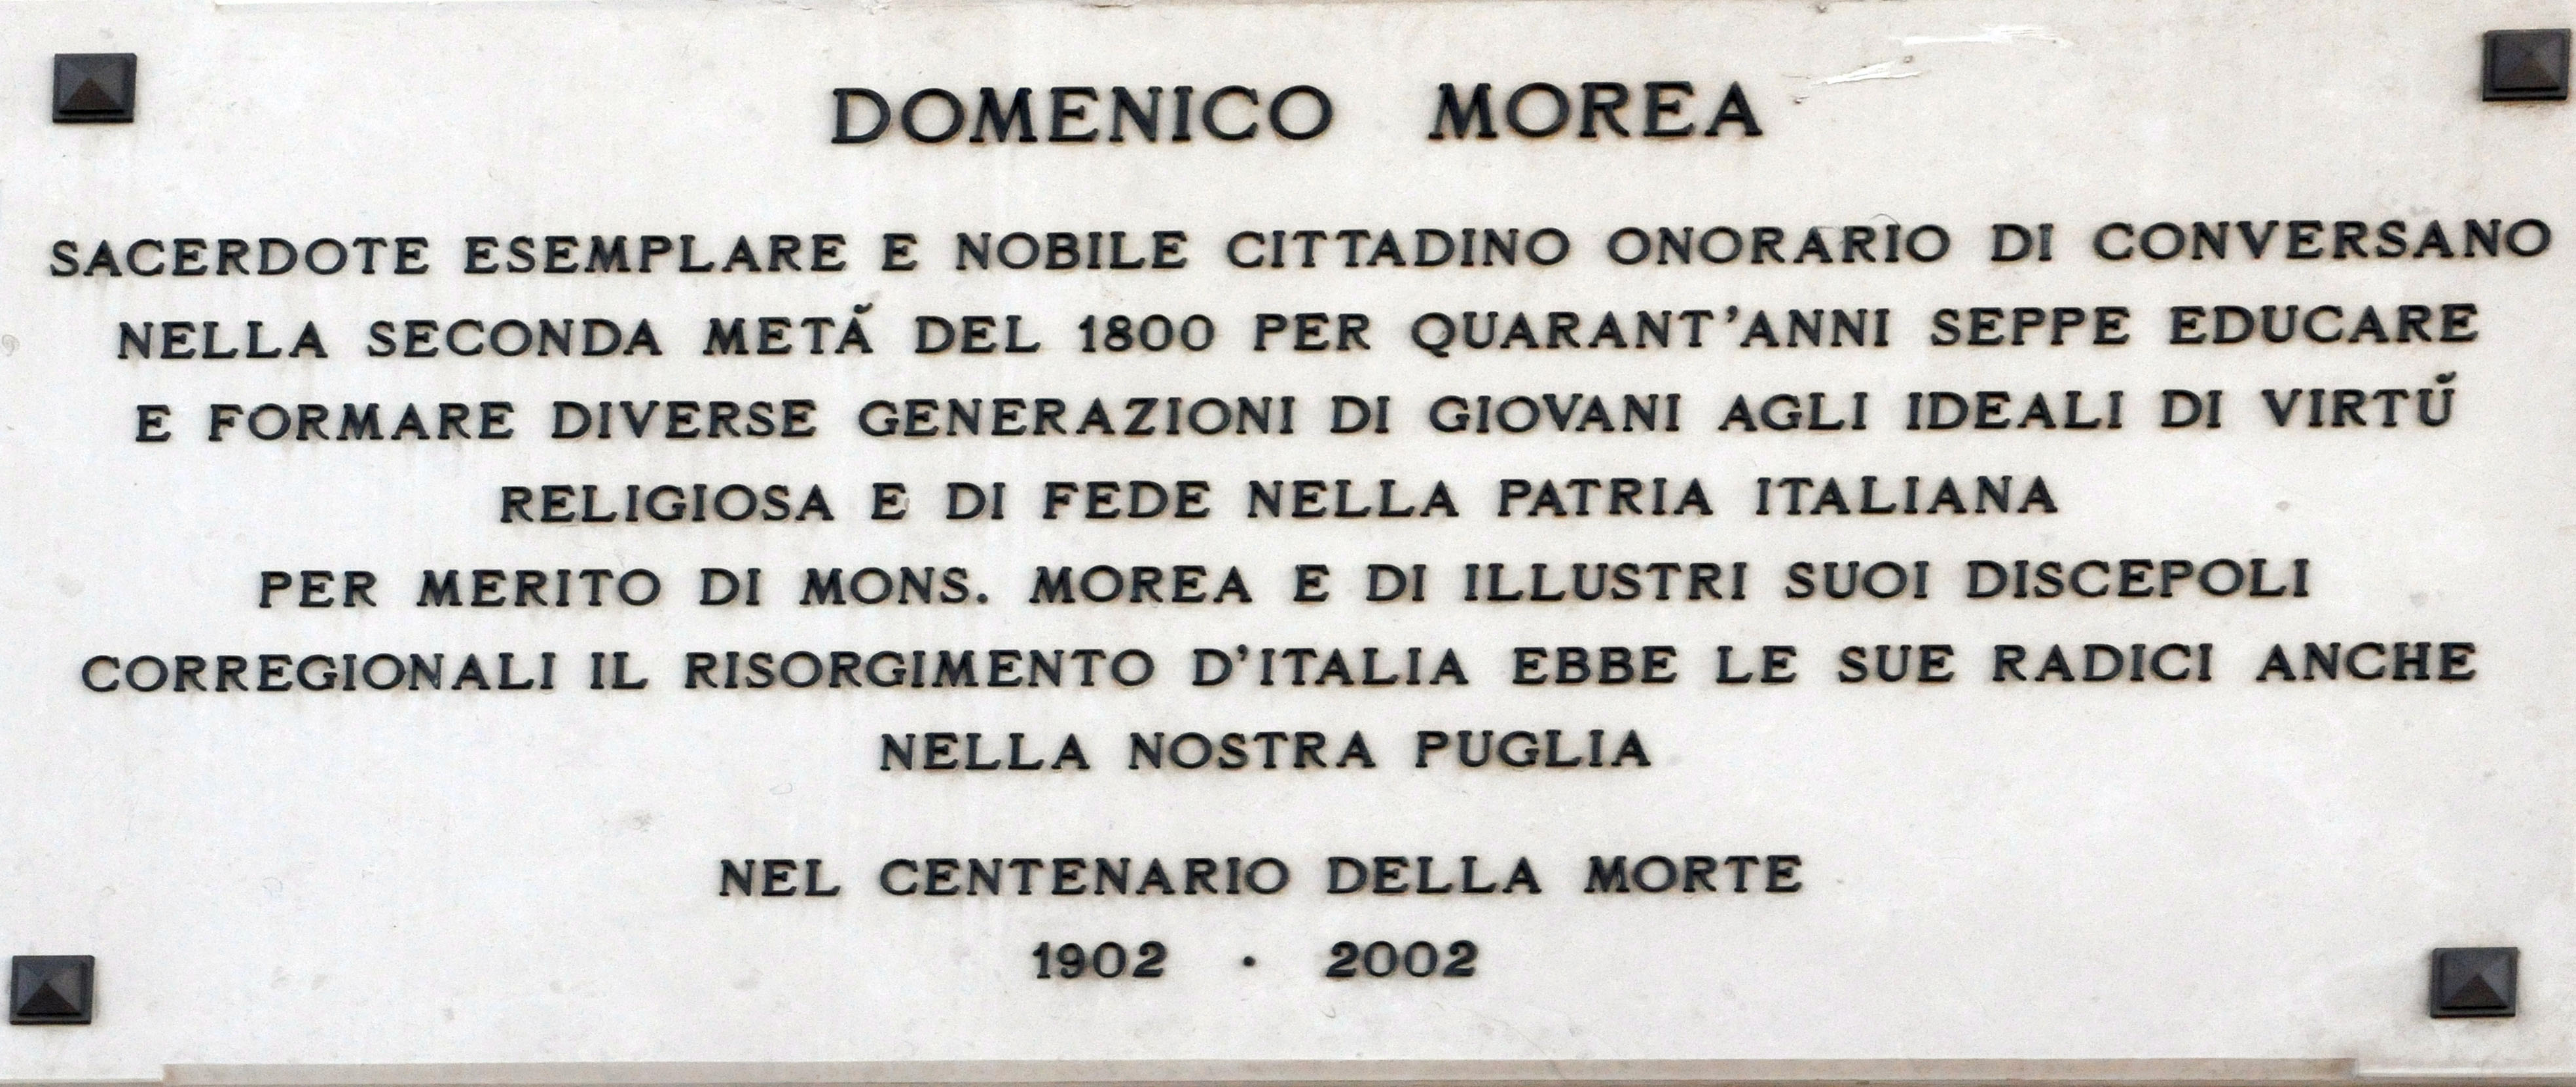 DOMENICO MOREA
SACERDOTE ESEMPLARE E NOBILE CITTADINO ONORARIO DI CONVERSANO
NELLA SECONDA METĂ DEL 1800 PER QUARANT'ANNI SEPPE EDUCARE
E FORMARE DIVERSE GENERAZIONI DI GIOVANI AGLI IDEALI DI VIRTŬ
RELIGIOSA E DI FEDE NELLA PATRIA ITALIANA
PER MERITO DI MONS. MOREA E DI ILLUSTRI SUOI DISCEPOLI
CORREGIONALI IL RISORGIMENTO D'ITALIA EBBE LE SUE RADICI ANCHE
NELLA NOSTRA PUGLIA
NEL CENTENARIO DELLA MORTE
1902 · 2002